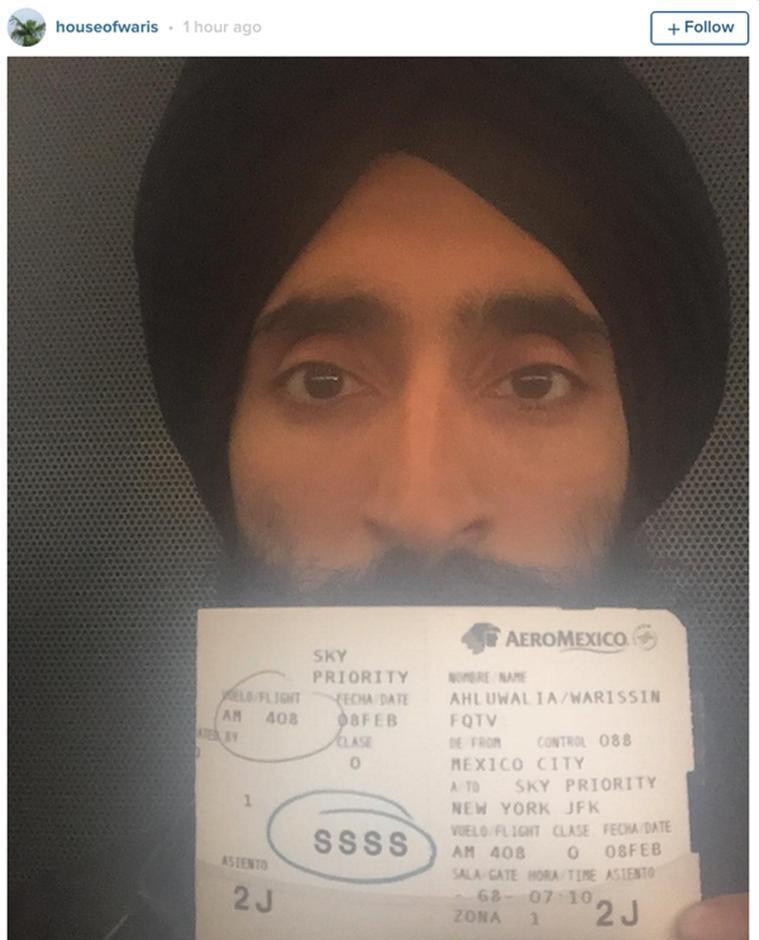 houseofwaris • 1 hour ago
+ Follow
AEROMEXICO
SKY
PRIORITY
VUELO/FLIGHT FECHA/DATE
AM 408 08FEB
CLASE
O
1
SSSS
ASIENTO
2J
NOMBRE/NAME
AHLUWALIA/WARISSIN
FQTV
DE/FROM CONTROL 088
MEXICO CITY
A/TO SKY PRIORITY
NEW YORK JFK
VUELO/FLIGHT CLASE FECHA/DATE
AM 408 O 08FEB
SALA/GATE HORA/TIME ASIENTO
- 68- 07:10 2J
ZONA 1